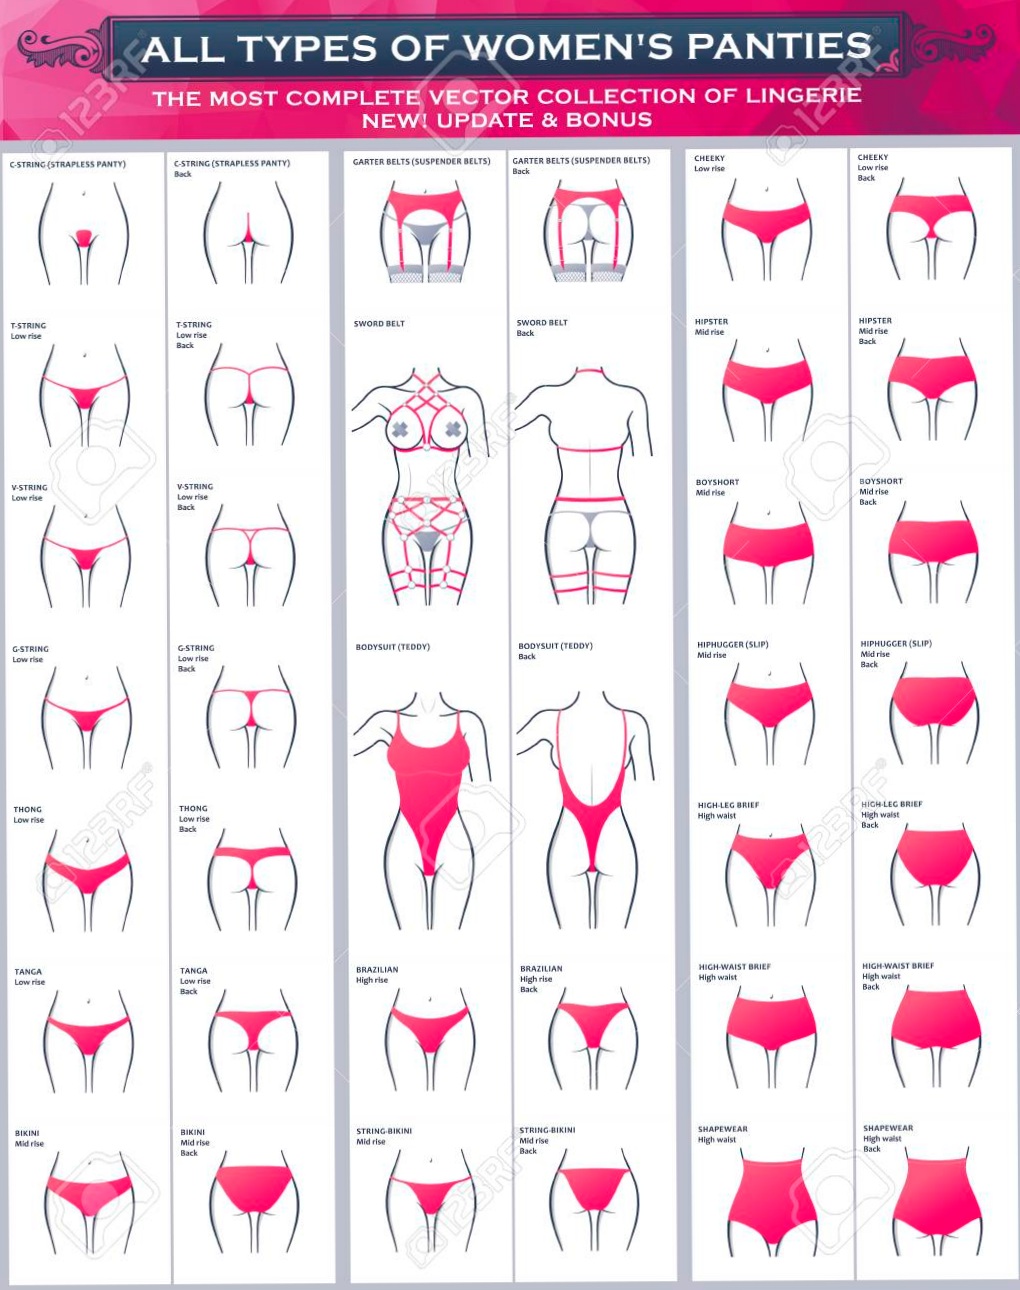 ALL TYPES OF WOMEN'S PANTIES
THE MOST COMPLETE VECTOR COLLECTION OF LINGERIE
NEW! UPDATE & BONUS
C-STRING (STRAPLESS PANTY)
C-STRING (STRAPLESS PANTY)
Back
GARTER BELTS (SUSPENDER BELTS)
GARTER BELTS (SUSPENDER BELTS)
Back
CHEEKY
Low rise
CHEEKY
Low rise
Back
T-STRING
Low rise
T-STRING
Low rise
Back
SWORD BELT
SWORD BELT
Back
HIPSTER
Mid rise
HIPSTER
Mid rise
Back
V-STRING
Low rise
V-STRING
Low rise
Back
BOYSHORT
Mid rise
BOYSHORT
Mid rise
Back
G-STRING
Low rise
G-STRING
Low rise
Back
BODYSUIT (TEDDY)
BODYSUIT (TEDDY)
Back
HIPHUGGER (SLIP)
Mid rise
HIPHUGGER (SLIP)
Mid rise
Back
THONG
Low rise
THONG
Low rise
Back
HIGH-LEG BRIEF
High waist
HIGH-LEG BRIEF
High waist
Back
TANGA
Low rise
TANGA
Low rise
Back
BRAZILIAN
High rise
BRAZILIAN
High rise
Back
HIGH-WAIST BRIEF
High waist
HIGH-WAIST BRIEF
High waist
Back
BIKINI
Mid rise
BIKINI
Mid rise
Back
STRING-BIKINI
Mid rise
STRING-BIKINI
Mid rise
Back
SHAPEWEAR
High waist
SHAPEWEAR
High waist
Back
123RF
123RF
123RF
123RF
123RF
123RF
123RF